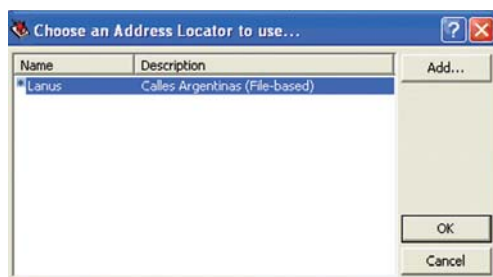 Choose an Address Locator to use...
Name Description
Lanus Calles Argentinas (File-based)
Add...
OK
Cancel